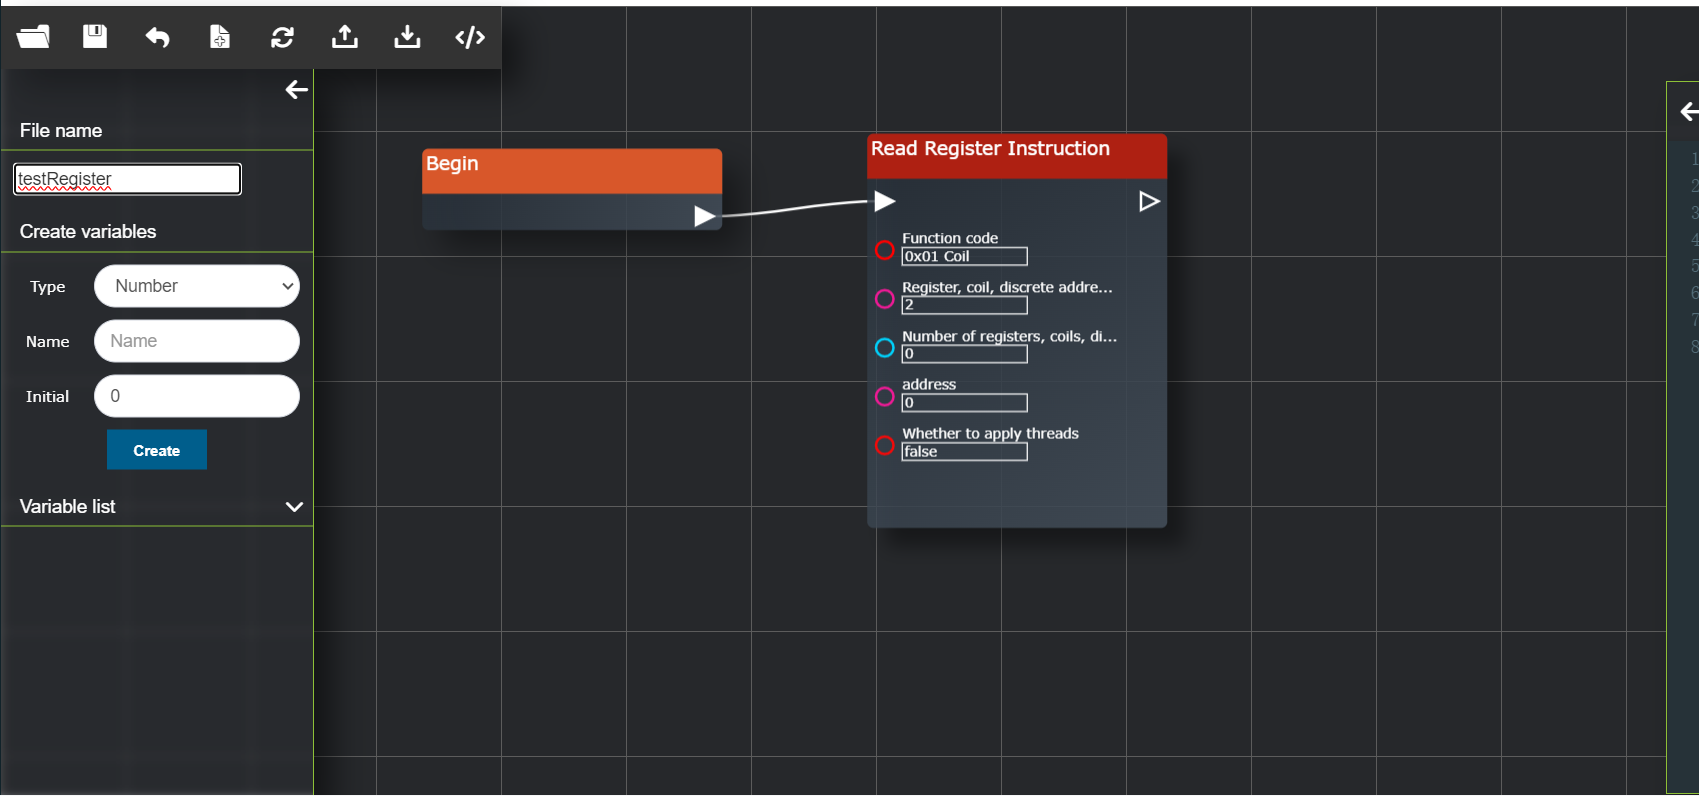 File name
testRegister
Create variables
Type
Number
Name
Name
Initial
0
Create
Variable list
Begin
Read Register Instruction
Function code
0x01 Coil
Register, coil, discrete addre...
2
Number of registers, coils, di...
0
address
0
Whether to apply threads
false
1
2
3
4
5
6
7
8